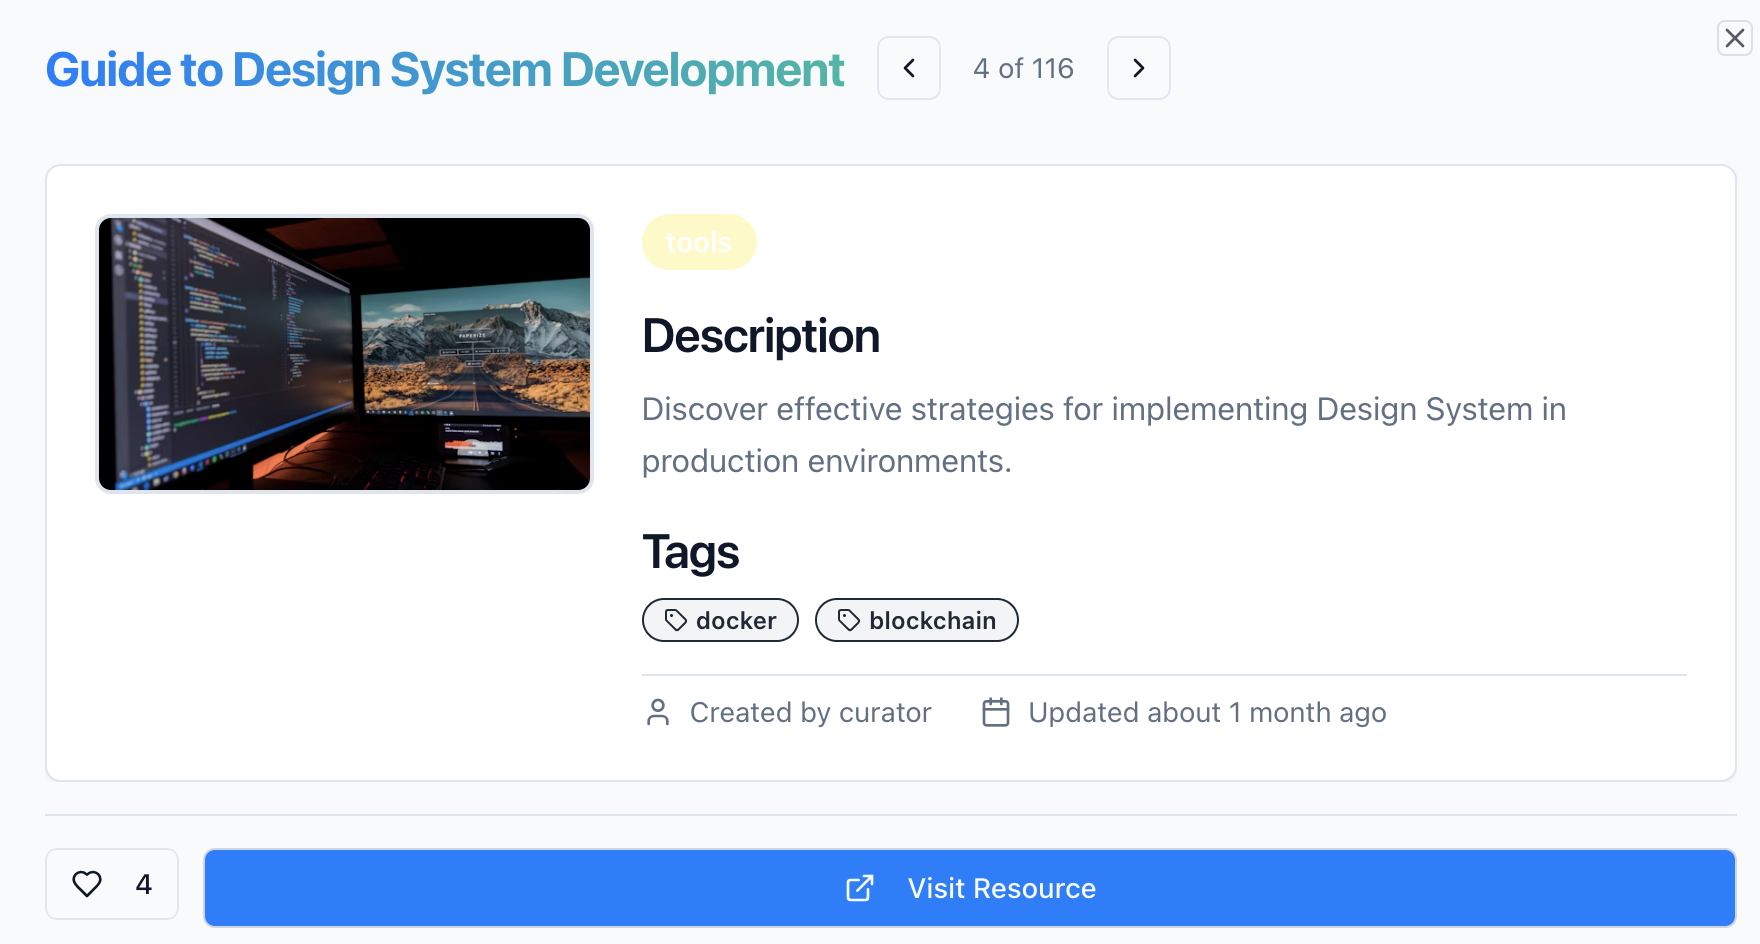 Guide to Design System Development
4 of 116
tools
Description
Discover effective strategies for implementing Design System in
production environments.
Tags
docker
blockchain
Created by curator
Updated about 1 month ago
4
Visit Resource